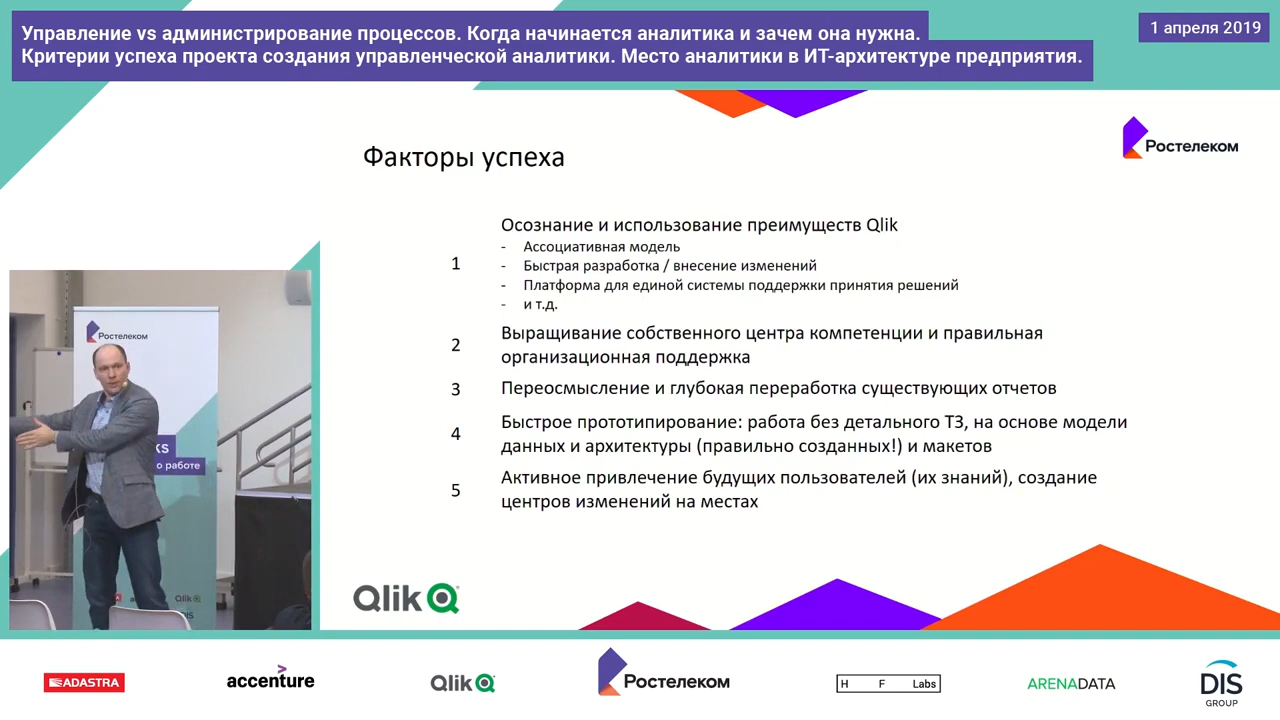 Управление vs администрирование процессов. Когда начинается аналитика и зачем она нужна.
Критерии успеха проекта создания управленческой аналитики. Место аналитики в ИТ-архитектуре предприятия.
1 апреля 2019
Ростелеком
Факторы успеха
1
Осознание и использование преимуществ Qlik
- Ассоциативная модель
- Быстрая разработка / внесение изменений
- Платформа для единой системы поддержки принятия решений
- и т.д.
2
Выращивание собственного центра компетенции и правильная
организационная поддержка
3
Переосмысление и глубокая переработка существующих отчетов
4
Быстрое прототипирование: работа без детального ТЗ, на основе модели
данных и архитектуры (правильно созданных!) и макетов
5
Активное привлечение будущих пользователей (их знаний), создание
центров изменений на местах
Qlik
Ростелеком
KS
о работе
Qlik
DIS
ADASTRA
accenture
Qlik
Ростелеком
H F Labs
ARENADATA
DIS
GROUP